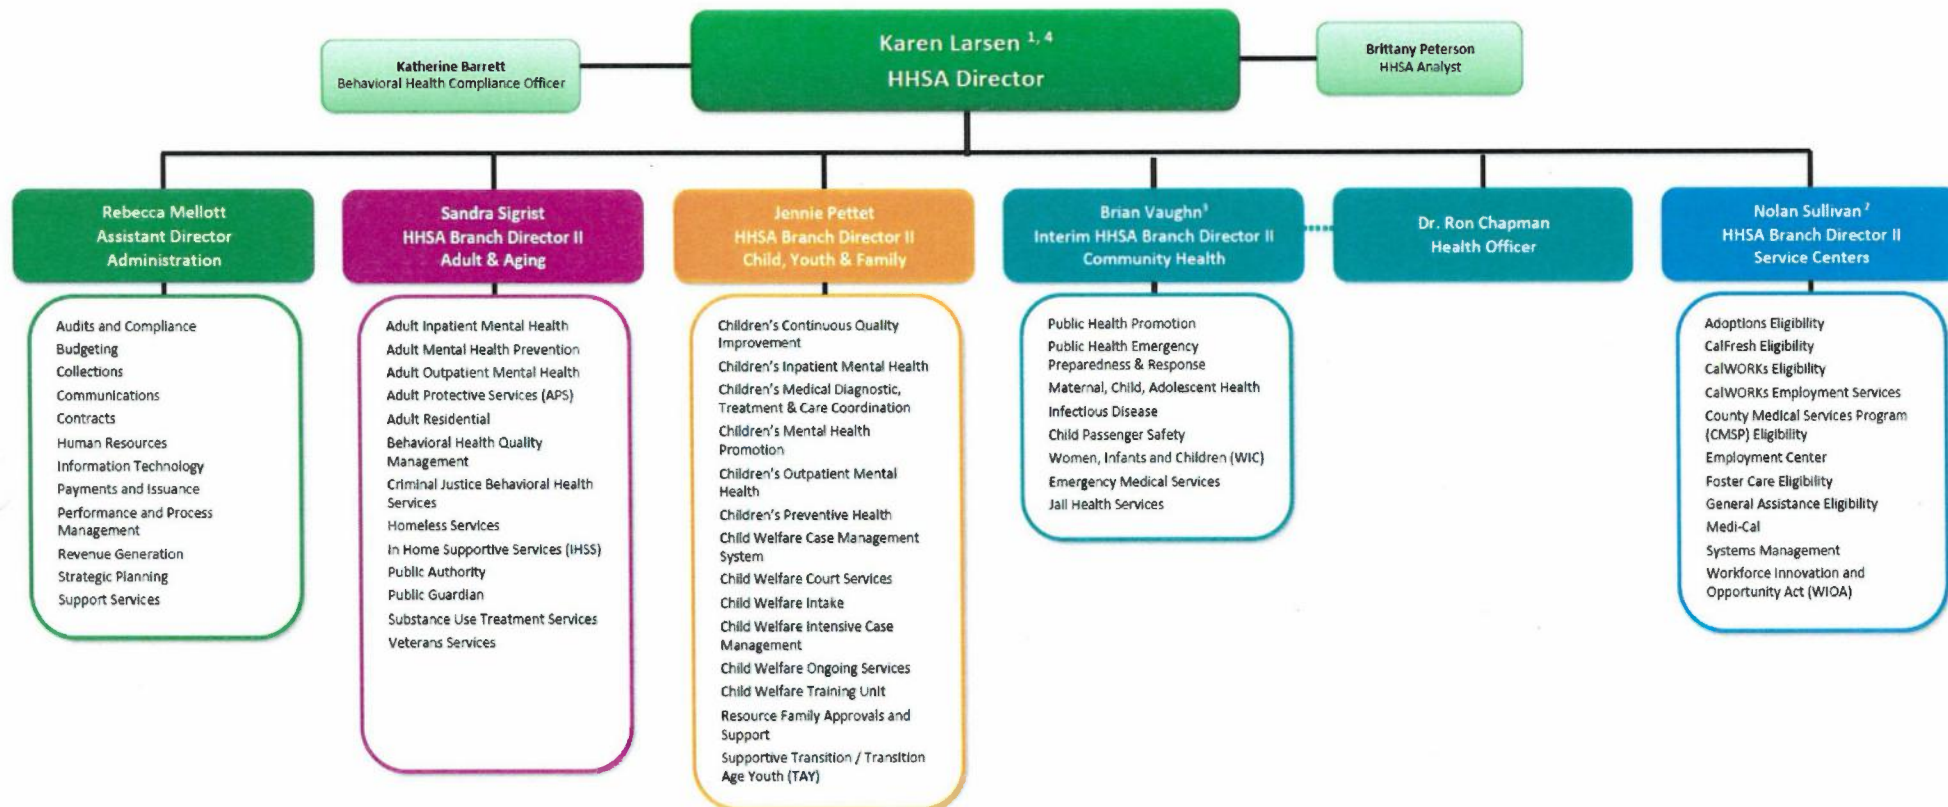 Karen Larsen 1, 4
HHSA Director
Katherine Barrett
Behavioral Health Compliance Officer
Brittany Peterson
HHSA Analyst
Rebecca Mellott
Assistant Director
Administration
Audits and Compliance
Budgeting
Collections
Communications
Contracts
Human Resources
Information Technology
Payments and Issuance
Performance and Process
Management
Revenue Generation
Strategic Planning
Support Services
Sandra Sigrist
HHSA Branch Director II
Adult & Aging
Adult Inpatient Mental Health
Adult Mental Health Prevention
Adult Outpatient Mental Health
Adult Protective Services (APS)
Adult Residential
Behavioral Health Quality
Management
Criminal Justice Behavioral Health
Services
Homeless Services
In Home Supportive Services (IHSS)
Public Authority
Public Guardian
Substance Use Treatment Services
Veterans Services
Jennie Pettet
HHSA Branch Director II
Child, Youth & Family
Children's Continuous Quality
Improvement
Children's Inpatient Mental Health
Children's Medical Diagnostic,
Treatment & Care Coordination
Children's Mental Health
Promotion
Children's Outpatient Mental
Health
Children's Preventive Health
Child Welfare Case Management
System
Child Welfare Court Services
Child Welfare Intake
Child Welfare Intensive Case
Management
Child Welfare Ongoing Services
Child Welfare Training Unit
Resource Family Approvals and
Support
Supportive Transition / Transition
Age Youth (TAY)
Brian Vaughn 3
Interim HHSA Branch Director II
Community Health
Public Health Promotion
Public Health Emergency
Preparedness & Response
Maternal, Child, Adolescent Health
Infectious Disease
Child Passenger Safety
Women, Infants and Children (WIC)
Emergency Medical Services
Jail Health Services
Dr. Ron Chapman
Health Officer
Nolan Sullivan 2
HHSA Branch Director II
Service Centers
Adoptions Eligibility
CalFresh Eligibility
CalWORKs Eligibility
CalWORKs Employment Services
County Medical Services Program
(CMSP) Eligibility
Employment Center
Foster Care Eligibility
General Assistance Eligibility
Medi-Cal
Systems Management
Workforce Innovation and
Opportunity Act (WIOA)